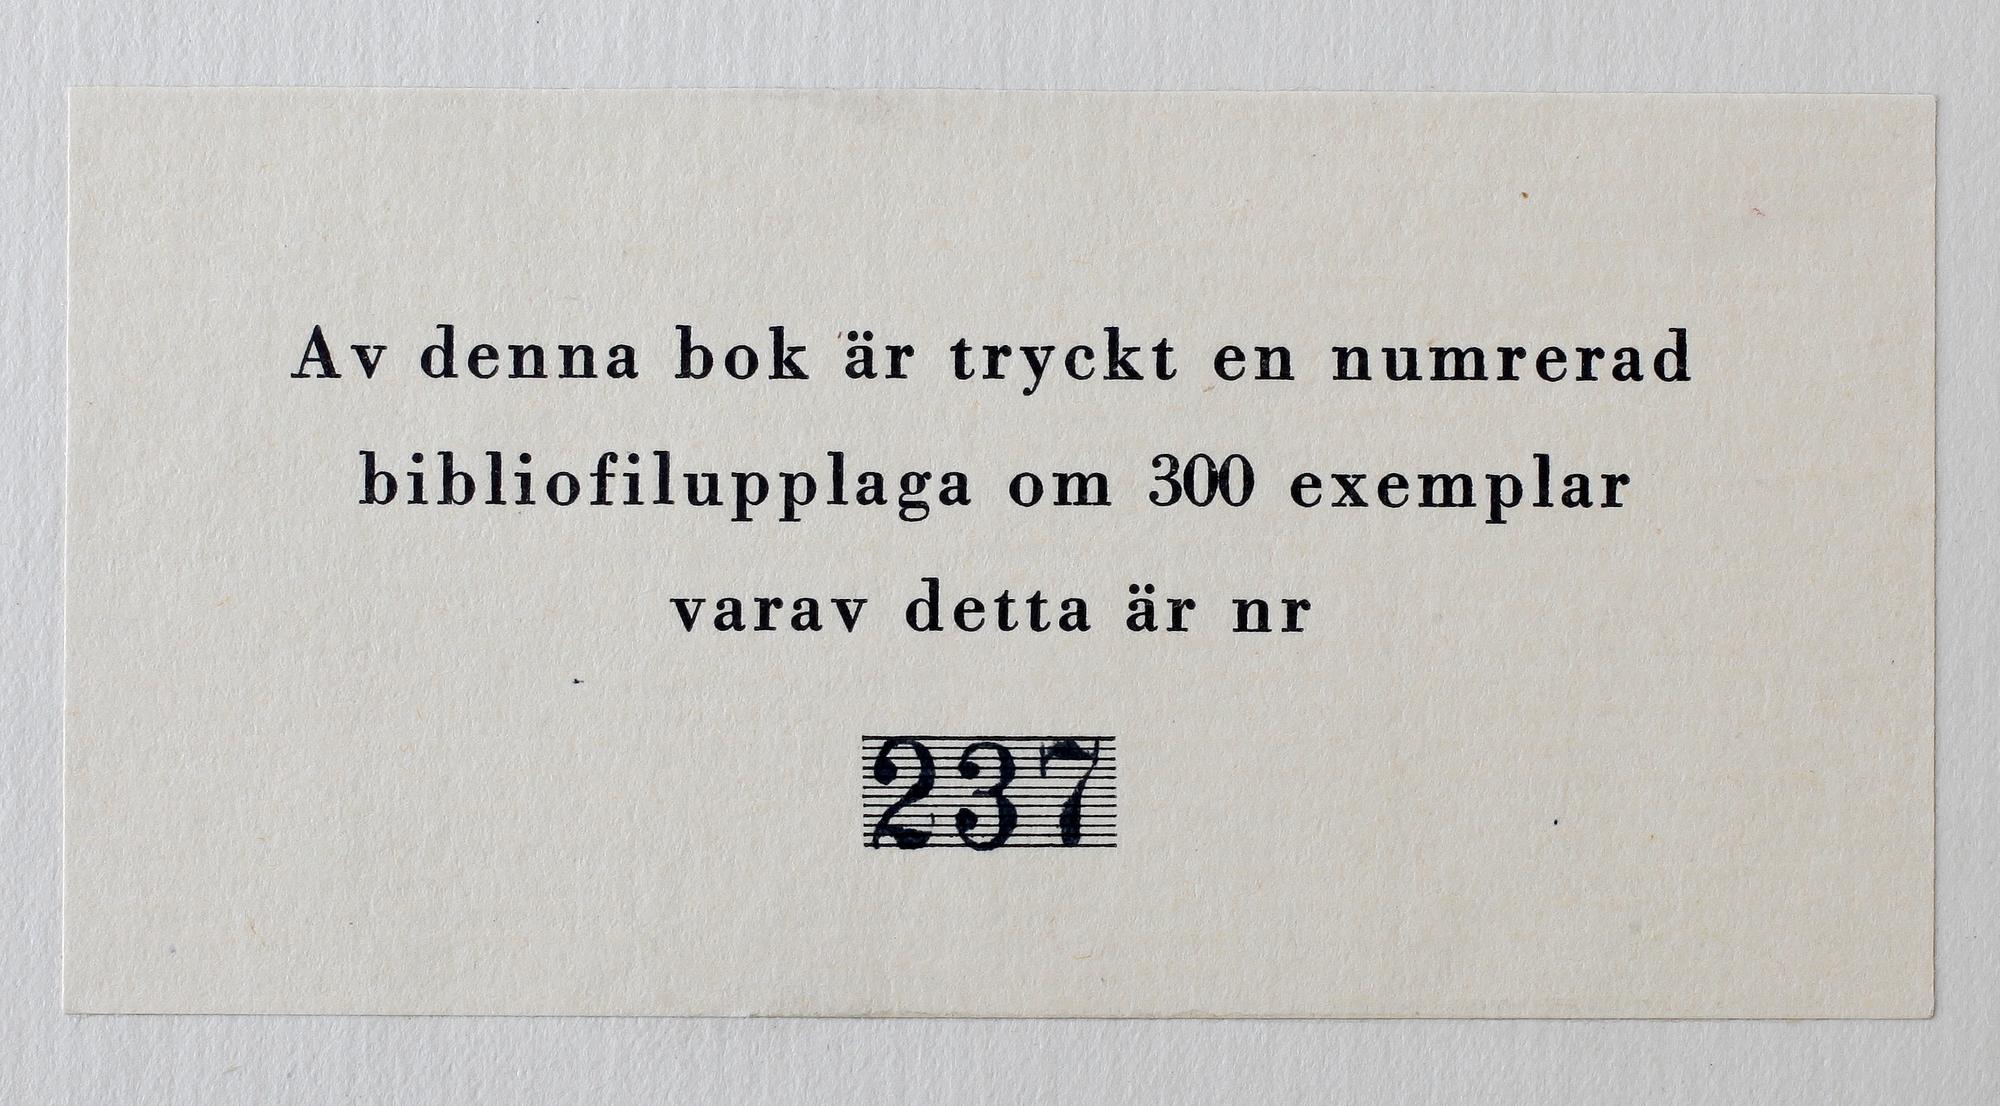 Av denna bok är tryckt en numrerad
bibliofilupplaga om 300 exemplar
varav detta är nr
237